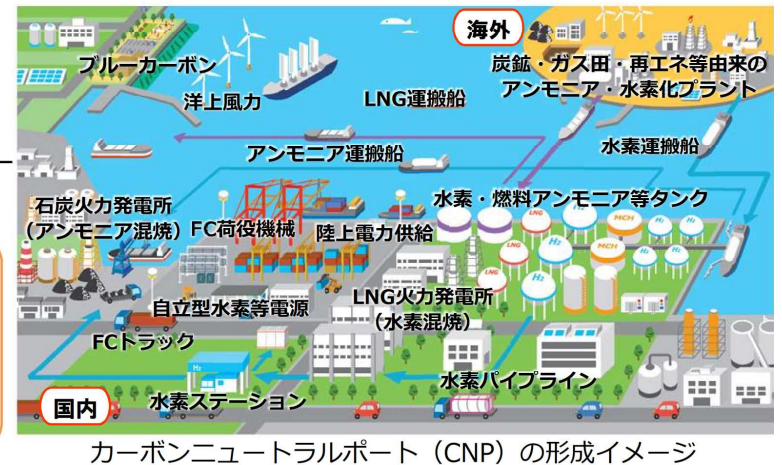 海外
ブルーカーボン
洋上風力
LNG運搬船
炭鉱・ガス田・再エネ等由来の
アンモニア・水素化プラント
アンモニア運搬船
水素運搬船
石炭火力発電所
(アンモニア混焼)
FC荷役機械
陸上電力供給
水素・燃料アンモニア等タンク
LNG
H₂
MCH
H₂
H₂
LNG
H₂
MCH
H₂
H₂
LNG
H₂
自立型水素等電源
LNG火力発電所
(水素混焼)
FCトラック
H₂
水素ステーション
水素パイプライン
国内
カーボンニュートラルポート(CNP)の形成イメージ